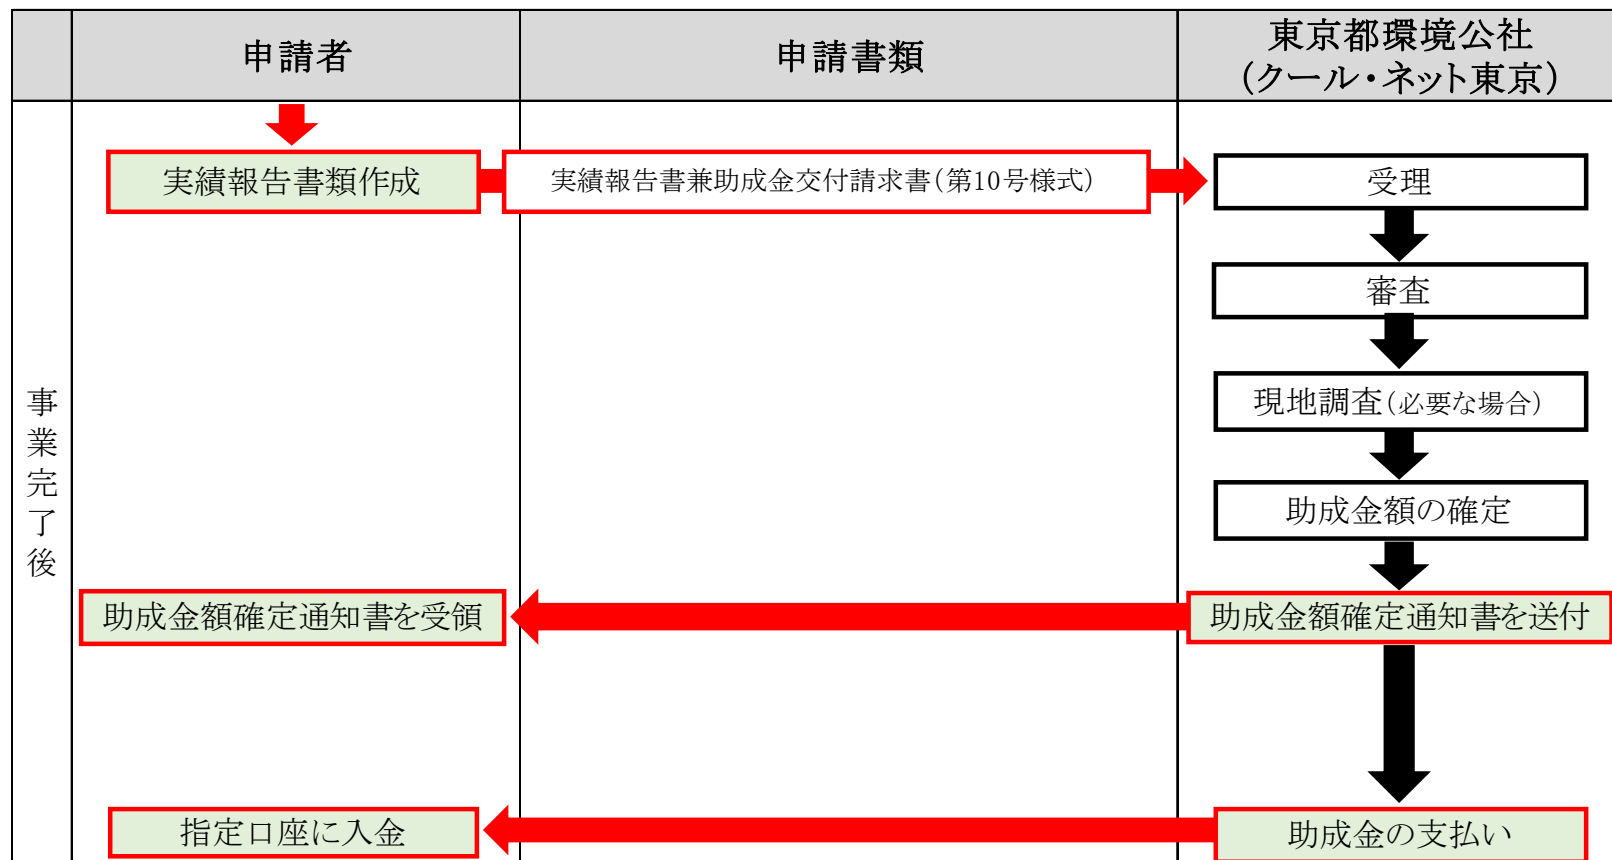 申請者
申請書類
東京都環境公社
(クール・ネット東京)
事業完了後
実績報告書類作成
実績報告書兼助成金交付請求書(第10号様式)
受理
審査
現地調査(必要な場合)
助成金額の確定
助成金額確定通知書を受領
助成金額確定通知書を送付
指定口座に入金
助成金の支払い